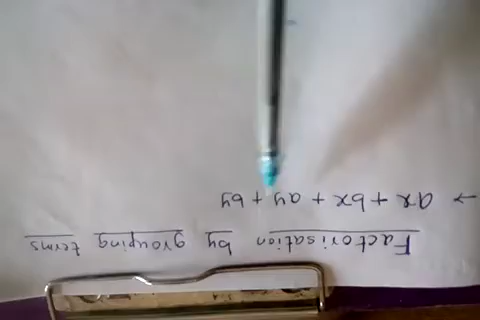 Factorisation by grouping terms
→ ax + bx + ay + by